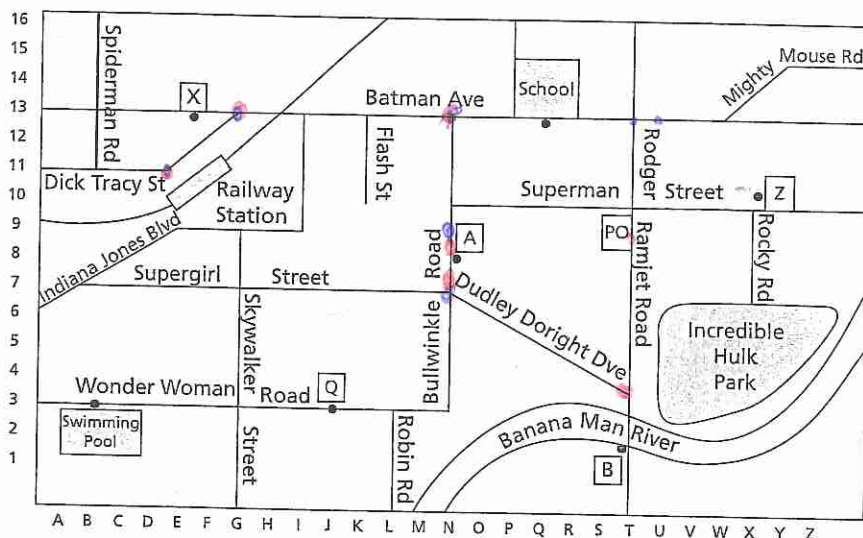 16
15
14
13
12
11
10
9
8
7
6
5
4
3
2
1
Spiderman Rd
X
Batman Ave
School
Mighty
Mouse Rd
Flash St
Rodger
Dick Tracy St
Railway
Station
Superman
Street
Z
Indiana Jones Blvd
Road
A
PO
Ramjet Road
Rocky Rd
Supergirl
Street
Dudley Doright Dve
Skywalker
Bullwinkle
Incredible
Hulk
Park
Wonder Woman
Road
Q
Swimming
Pool
Street
Robin Rd
Banana Man River
B
A B C D E F G H I J K L M N O P Q R S T U V W X Y Z